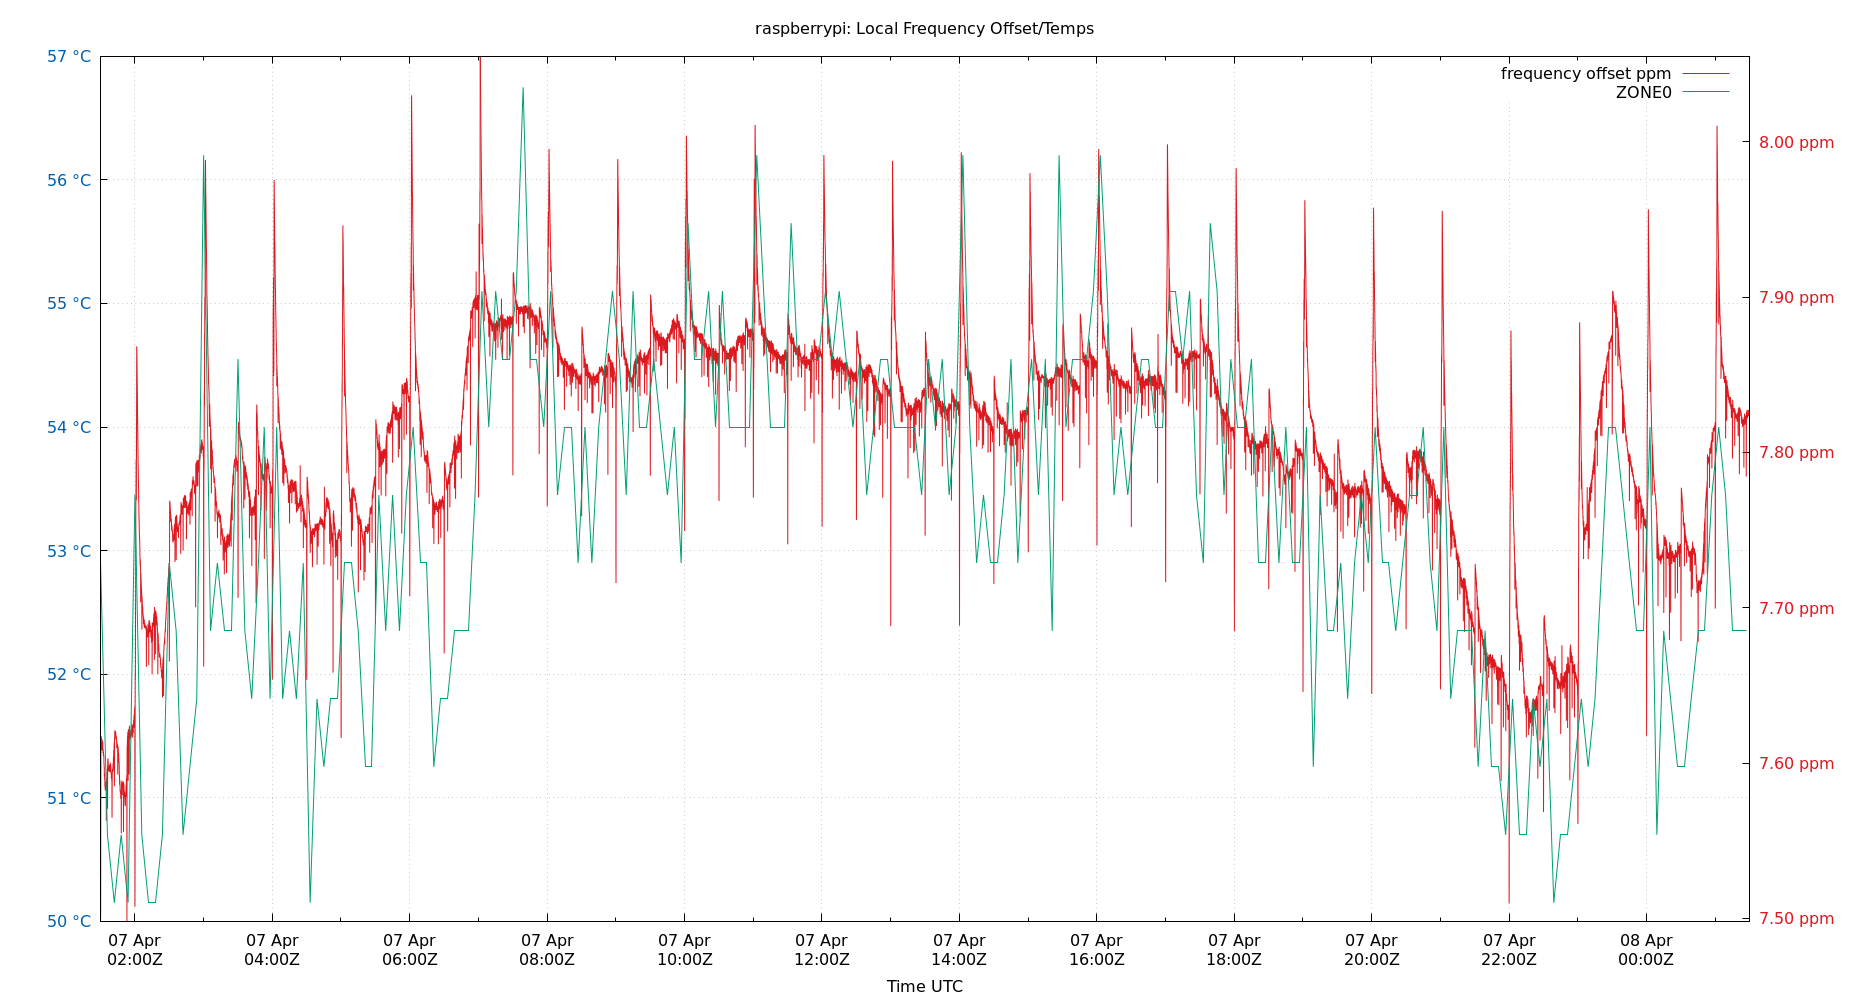 raspberrypi: Local Frequency Offset/Temps
57 °C
56 °C
55 °C
54 °C
53 °C
52 °C
51 °C
50 °C
frequency offset ppm
ZONE0
8.00 ppm
7.90 ppm
7.80 ppm
7.70 ppm
7.60 ppm
7.50 ppm
07 Apr 07 Apr 07 Apr 07 Apr 07 Apr 07 Apr 07 Apr 07 Apr 07 Apr 07 Apr 07 Apr 08 Apr
02:00Z 04:00Z 06:00Z 08:00Z 10:00Z 12:00Z 14:00Z 16:00Z 18:00Z 20:00Z 22:00Z 00:00Z
Time UTC